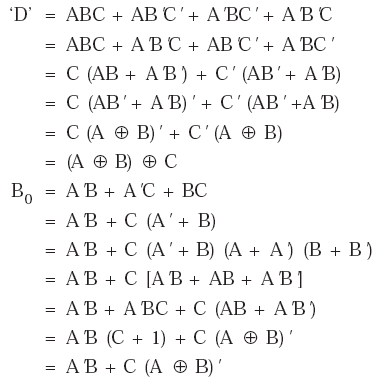 ‘D’ = ABC + AB′C′ + A′BC′ + A′B′C
= ABC + A′B′C + AB′C′ + A′BC′
= C (AB + A′B′) + C′ (AB′ + A′B)
= C (AB′ + A′B)′ + C′ (AB′ +A′B)
= C (A ⊕ B)′ + C′ (A ⊕ B)
= (A ⊕ B) ⊕ C
B₀ = A′B + A′C + BC
= A′B + C (A′ + B)
= A′B + C (A′ + B) (A + A′) (B + B′)
= A′B + C [A′B + AB + A′B′]
= A′B + A′BC + C (AB + A′B′)
= A′B (C + 1) + C (A ⊕ B)′
= A′B + C (A ⊕ B)′